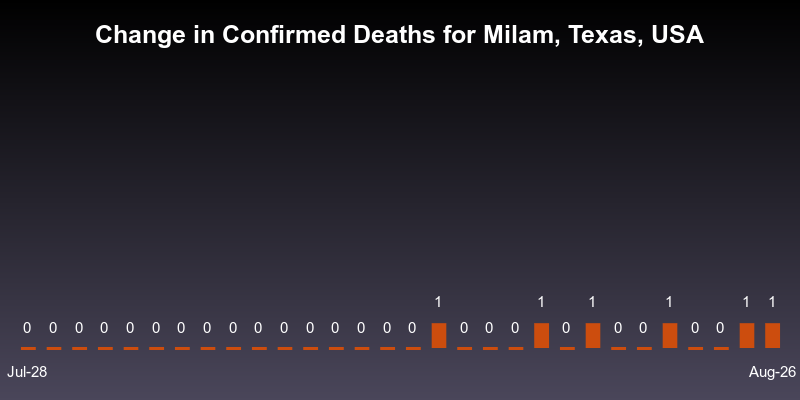 Change in Confirmed Deaths for Milam, Texas, USA
1 1 1 1 1 1
0 0 0 0 0 0 0 0 0 0 0 0 0 0 0 0 0 0 0 0 0 0 0 0
Jul-28 Aug-26